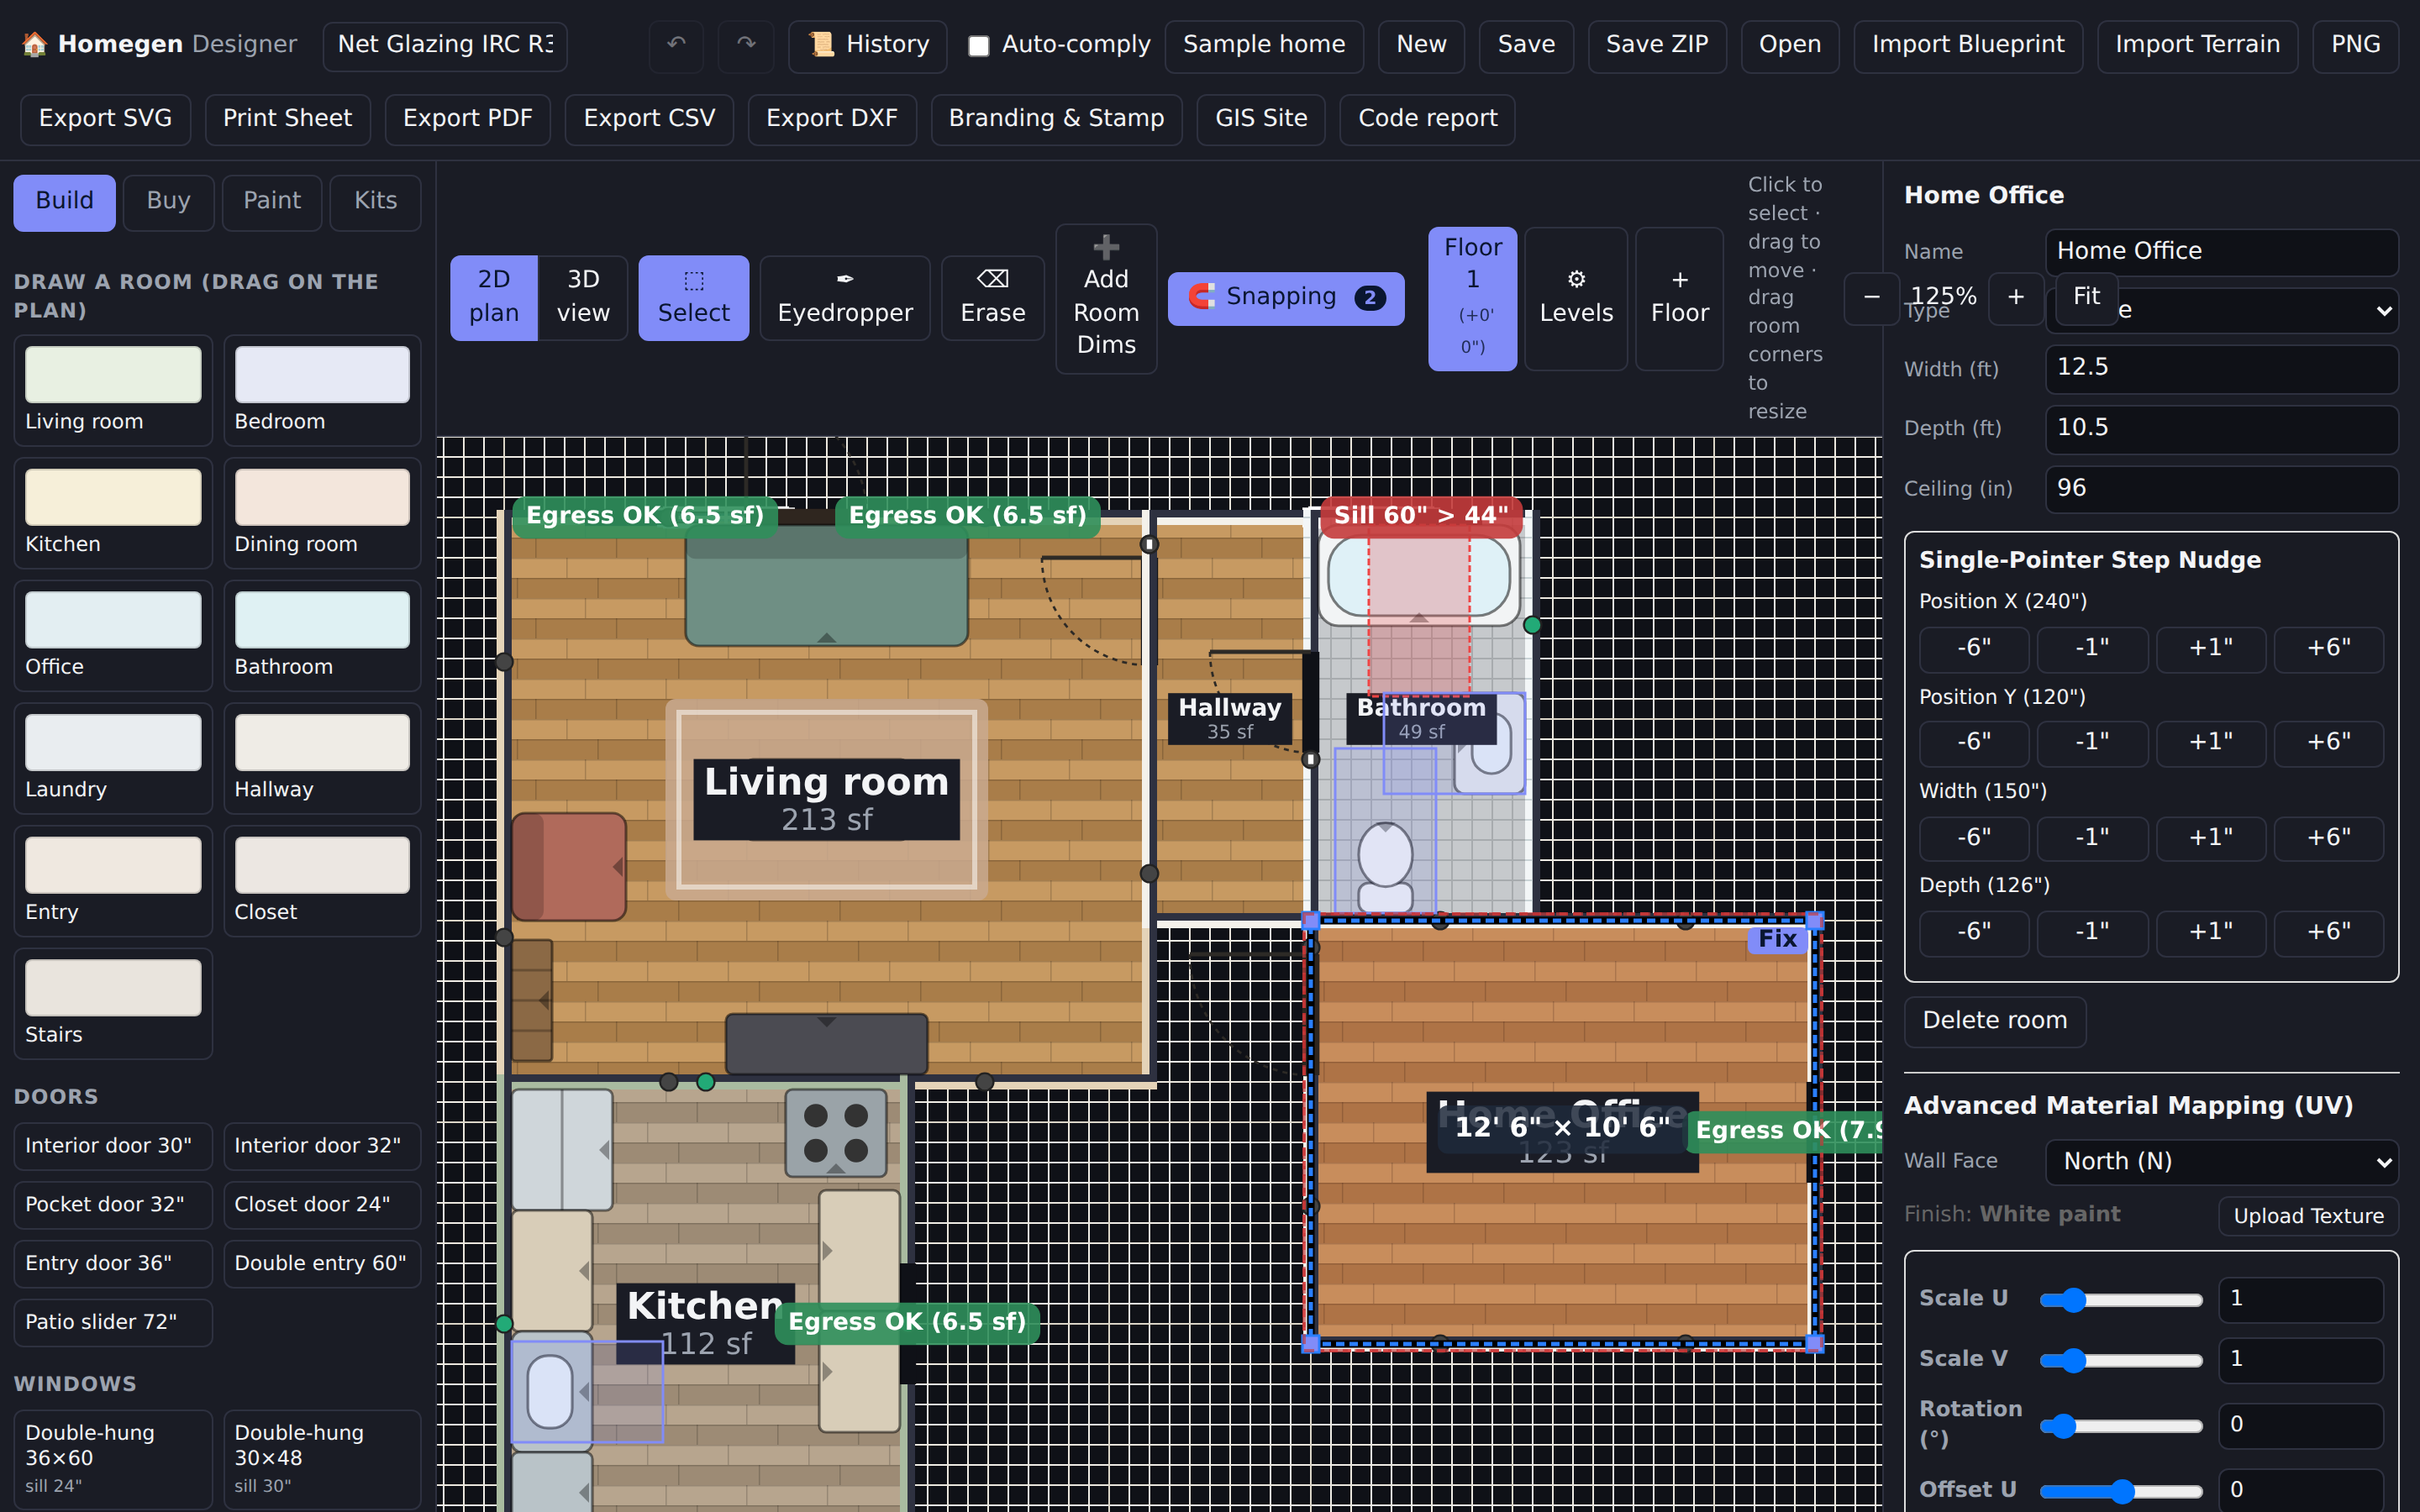 🏠 Homegen Designer
Net Glazing IRC R3
↶
↷
📜 History
Auto-comply
Sample home
New
Save
Save ZIP
Open
Import Blueprint
Import Terrain
PNG
Export SVG
Print Sheet
Export PDF
Export CSV
Export DXF
Branding & Stamp
GIS Site
Code report
Build
Buy
Paint
Kits
DRAW A ROOM (DRAG ON THE
PLAN)
Living room
Bedroom
Kitchen
Dining room
Office
Bathroom
Laundry
Hallway
Entry
Closet
Stairs
DOORS
Interior door 30"
Interior door 32"
Pocket door 32"
Closet door 24"
Entry door 36"
Double entry 60"
Patio slider 72"
WINDOWS
Double-hung
36×60
sill 24"
Double-hung
30×48
sill 30"
2D
plan
3D
view
Select
Eyedropper
Erase
Add
Room
Dims
Snapping 2
Floor
1
(+0'
0")
Levels
+
Floor
Click to
select ·
drag to
move ·
drag
room
corners
to
resize
−
125%
+
Fit
Egress OK (6.5 sf)
Egress OK (6.5 sf)
Sill 60" > 44"
Hallway
35 sf
Bathroom
49 sf
Living room
213 sf
Fix
Home Office
12' 6" × 10' 6"
123 sf
Egress OK (7.9
Kitchen
112 sf
Egress OK (6.5 sf)
Home Office
Name
Home Office
Type
Width (ft)
12.5
Depth (ft)
10.5
Ceiling (in)
96
Single-Pointer Step Nudge
Position X (240")
-6"
-1"
+1"
+6"
Position Y (120")
-6"
-1"
+1"
+6"
Width (150")
-6"
-1"
+1"
+6"
Depth (126")
-6"
-1"
+1"
+6"
Delete room
Advanced Material Mapping (UV)
Wall Face
North (N)
Finish: White paint
Upload Texture
Scale U
1
Scale V
1
Rotation
(°)
0
Offset U
0